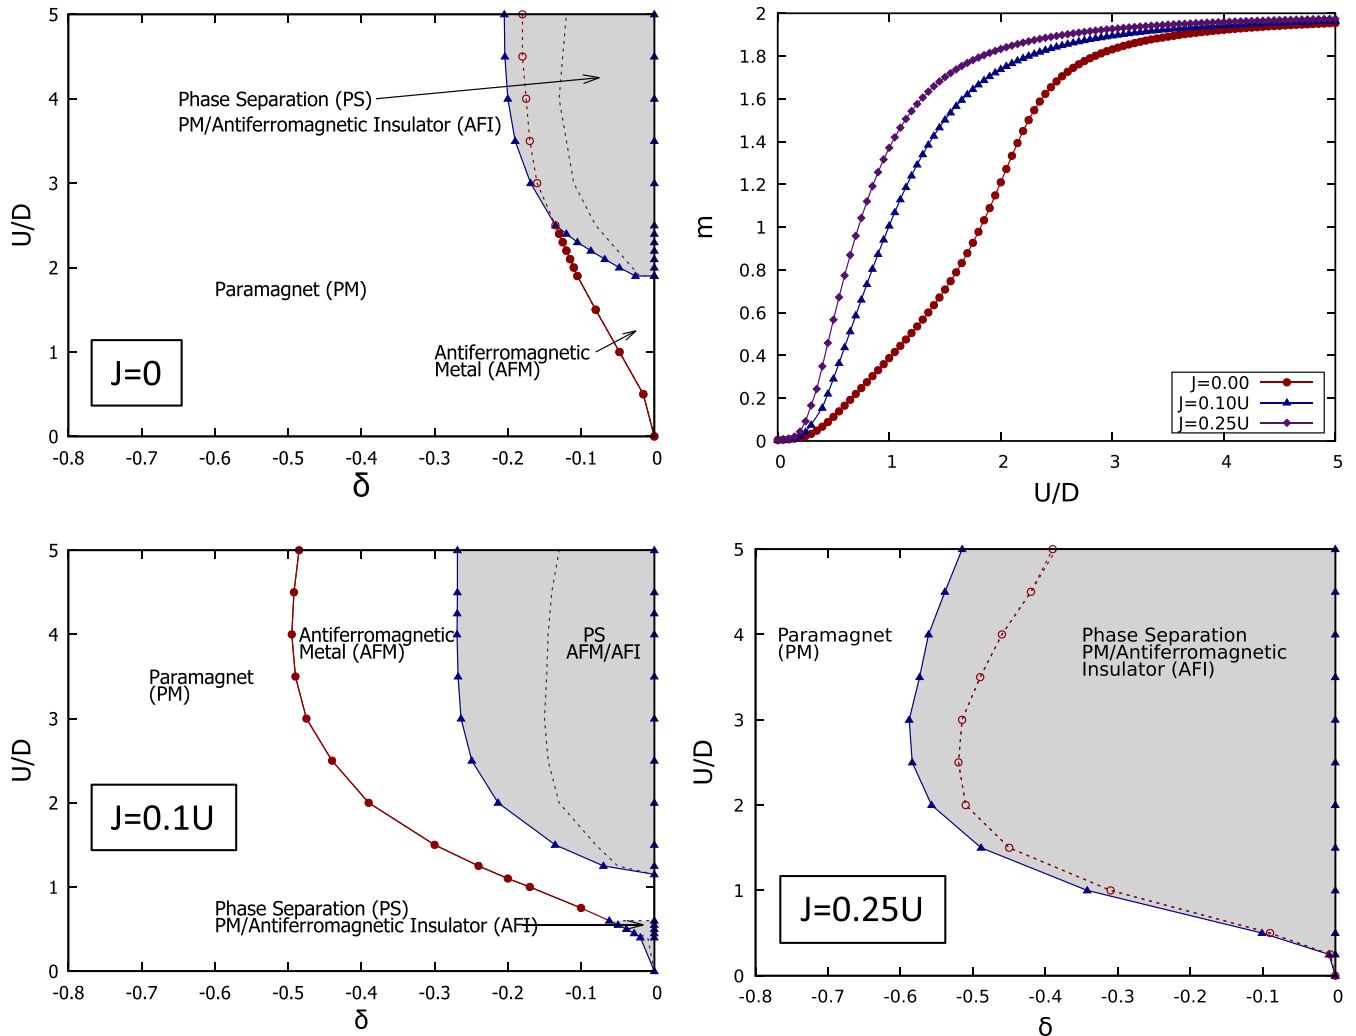 5
4
3
2
1
0
U/D
Phase Separation (PS)
PM/Antiferromagnetic Insulator (AFI)
Paramagnet (PM)
Antiferromagnetic
Metal (AFM)
J=0
-0.8 -0.7 -0.6 -0.5 -0.4 -0.3 -0.2 -0.1 0
δ
2
1.8
1.6
1.4
1.2
1
0.8
0.6
0.4
0.2
0
m
J=0.00
J=0.10U
J=0.25U
0 1 2 3 4 5
U/D
5
4
3
2
1
0
U/D
Antiferromagnetic
Metal (AFM)
PS
AFM/AFI
Paramagnet
(PM)
J=0.1U
Phase Separation (PS)
PM/Antiferromagnetic Insulator (AFI)
-0.8 -0.7 -0.6 -0.5 -0.4 -0.3 -0.2 -0.1 0
δ
5
4
3
2
1
0
U/D
Paramagnet
(PM)
Phase Separation
PM/Antiferromagnetic
Insulator (AFI)
J=0.25U
-0.8 -0.7 -0.6 -0.5 -0.4 -0.3 -0.2 -0.1 0
δ